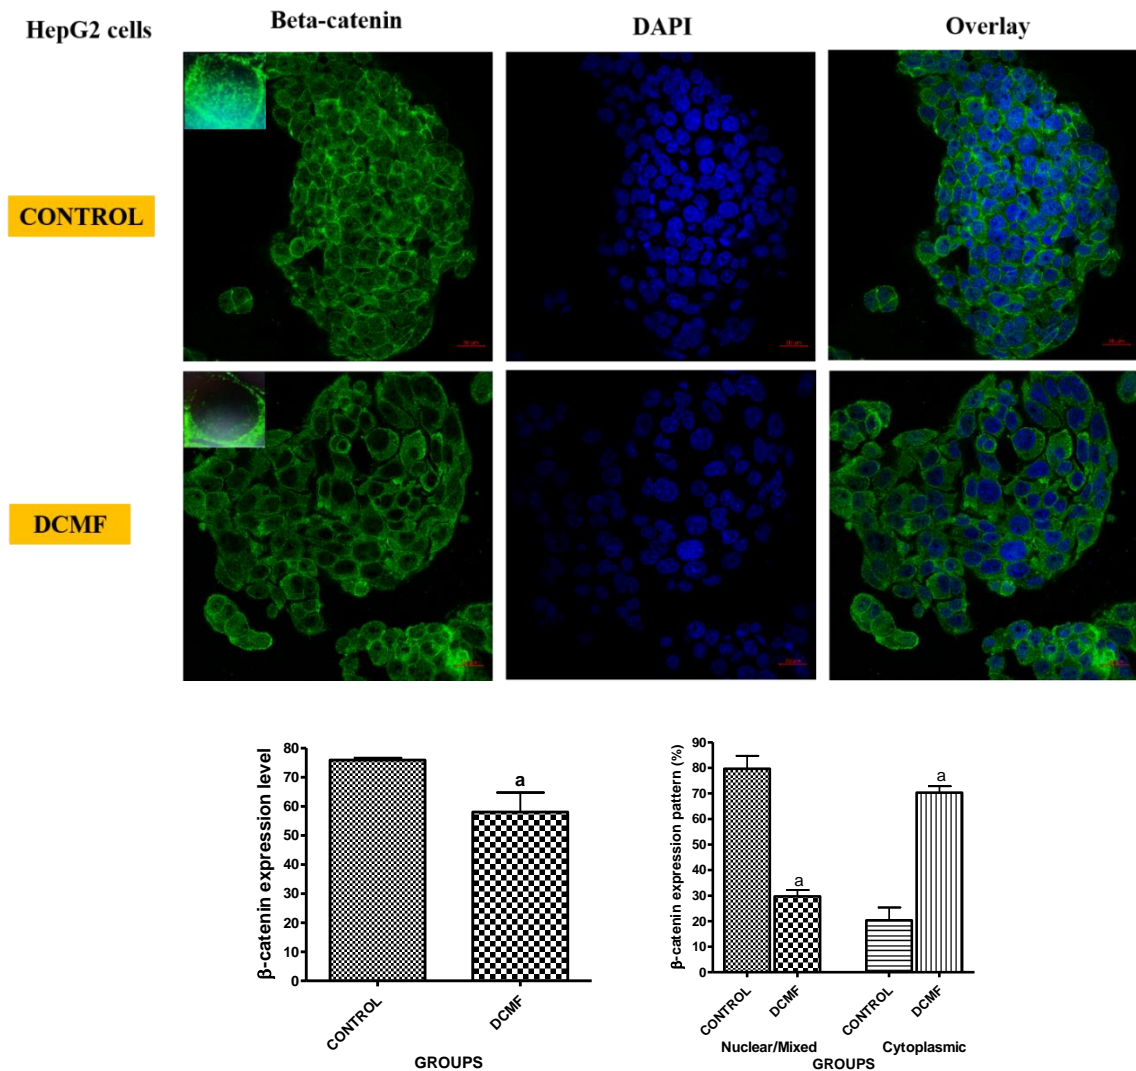 HepG2 cells
Beta-catenin
DAPI
Overlay
CONTROL
DCMF
β-catenin expression level
80
70
60
50
40
30
20
10
0
a
CONTROL
DCMF
GROUPS
β-catenin expression pattern (%)
90
80
70
60
50
40
30
20
10
0
a
a
CONTROL
DCMF
CONTROL
DCMF
Nuclear/Mixed
Cytoplasmic
GROUPS